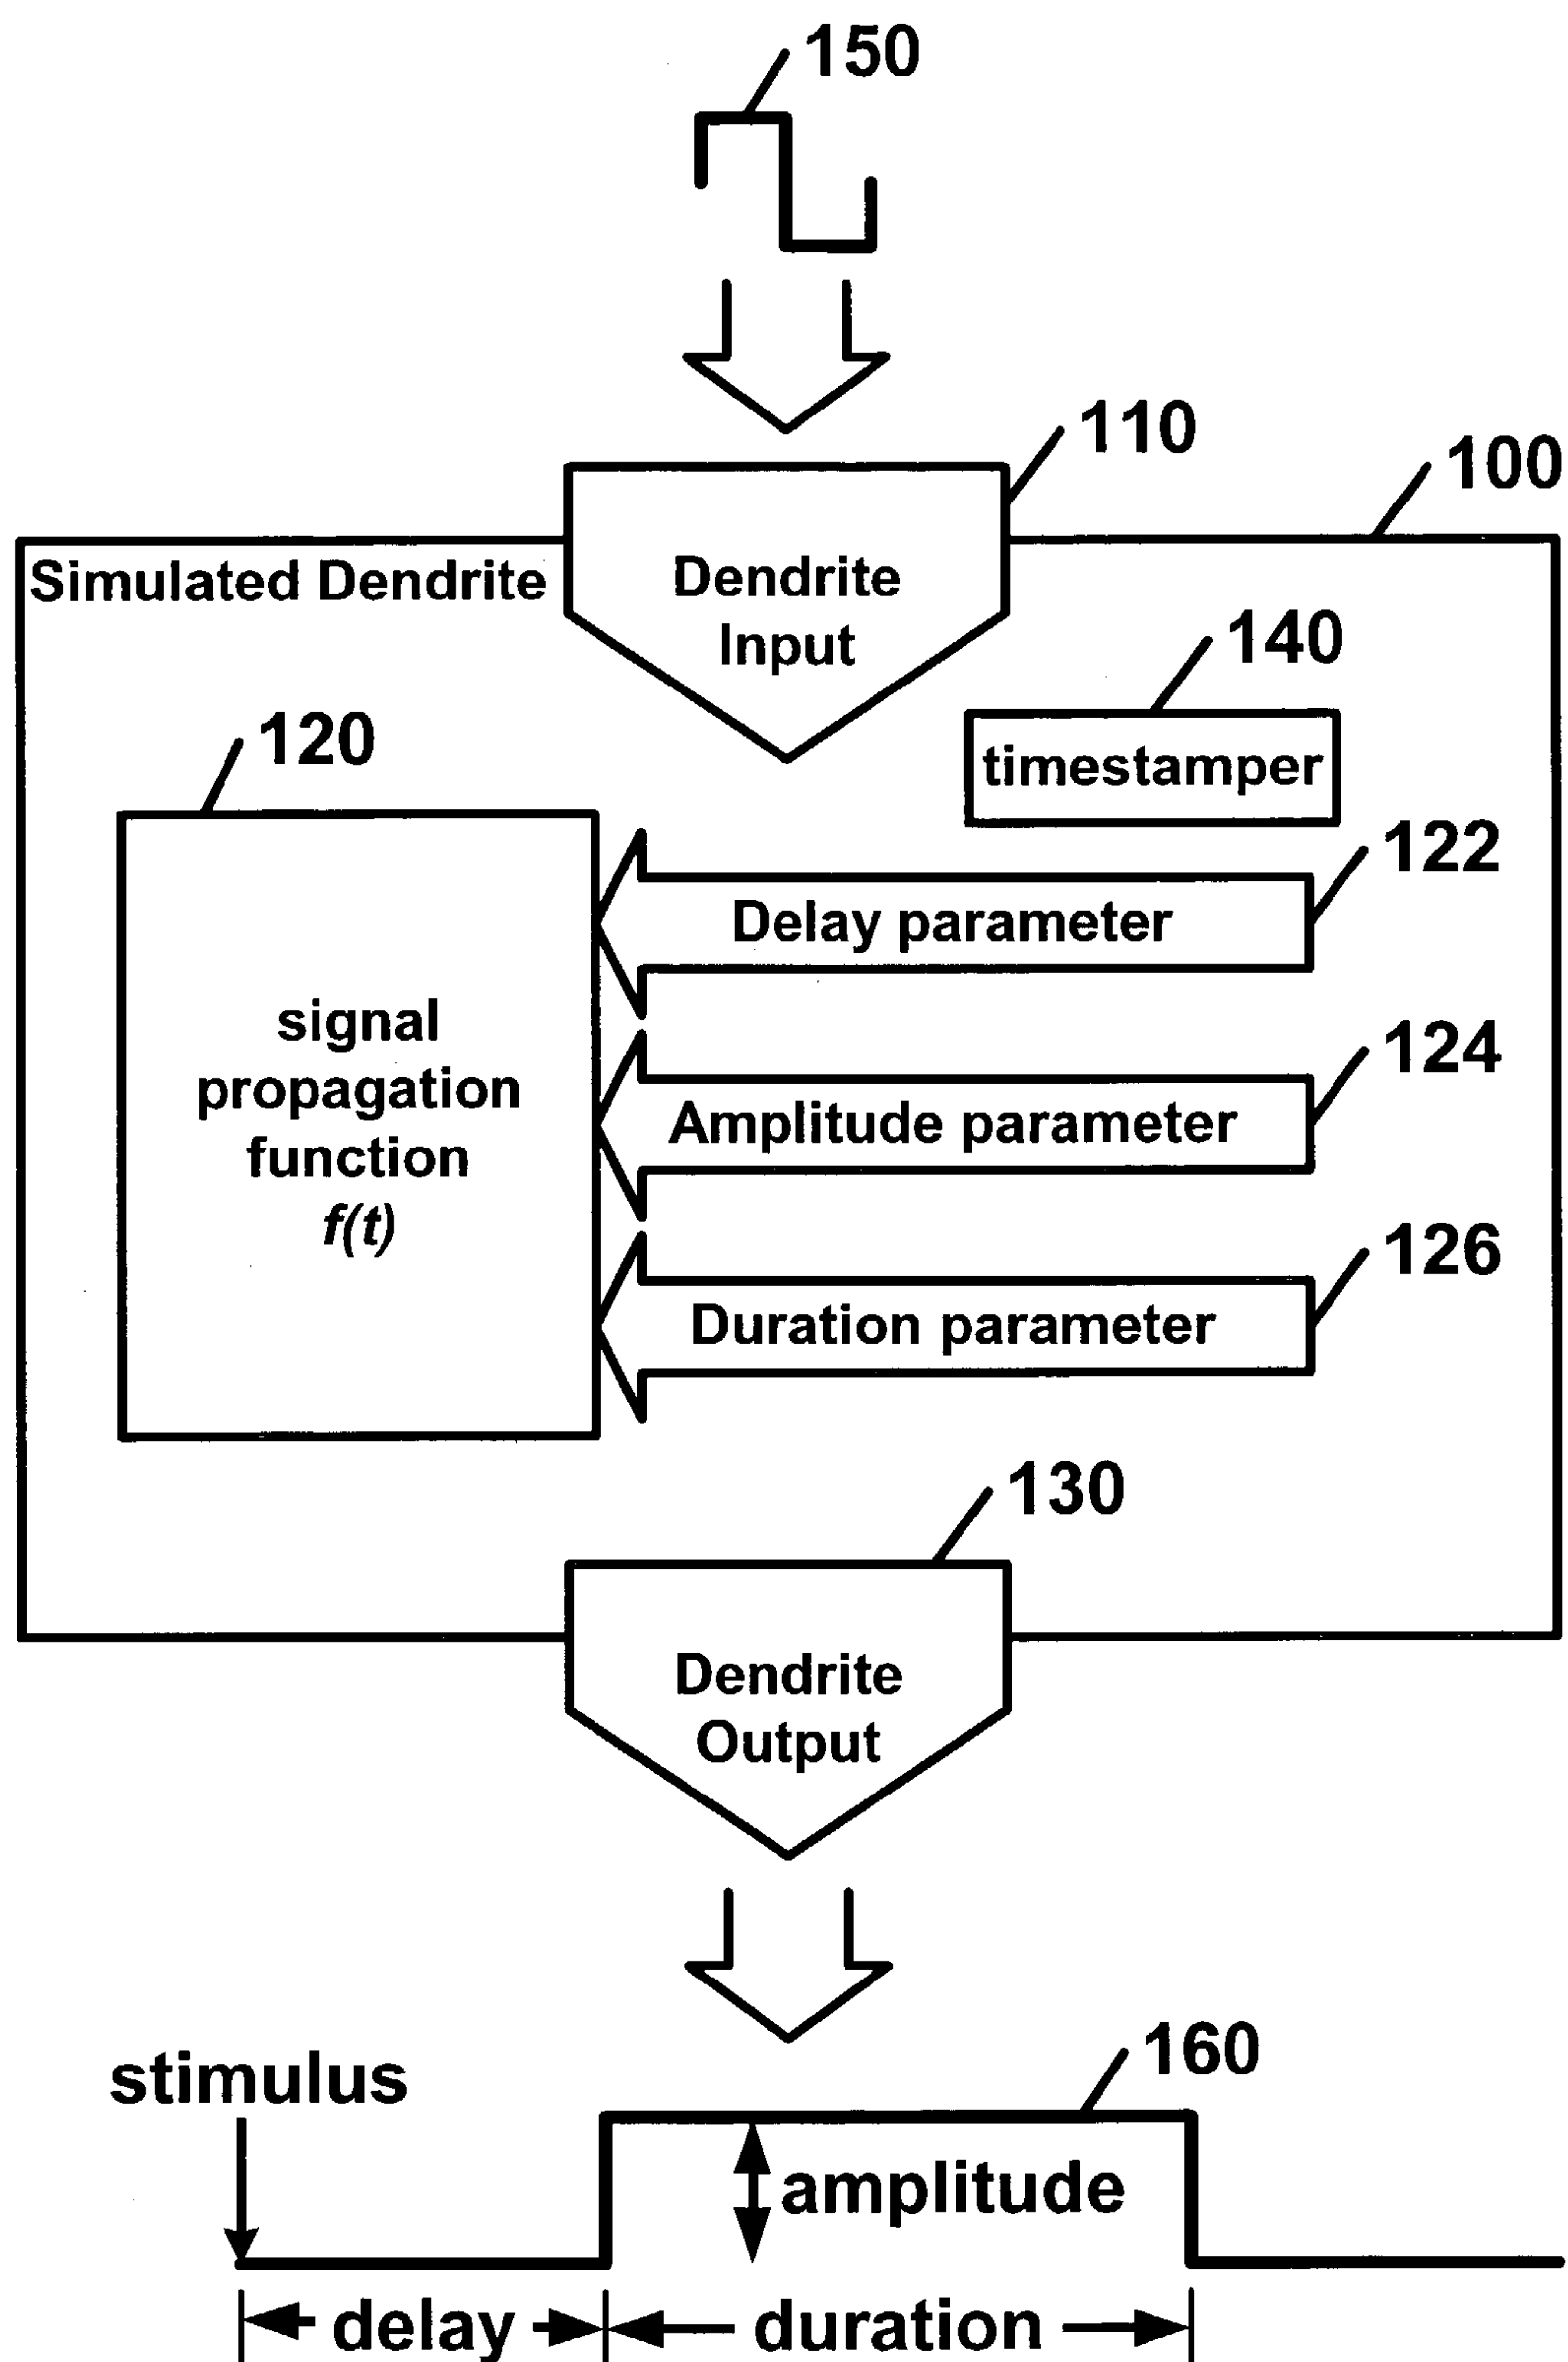 150
110
100
Simulated Dendrite
Dendrite
Input
140
timestamper
120
122
Delay parameter
signal
propagation
function
f(t)
124
Amplitude parameter
126
Duration parameter
130
Dendrite
Output
160
stimulus
amplitude
delay
duration